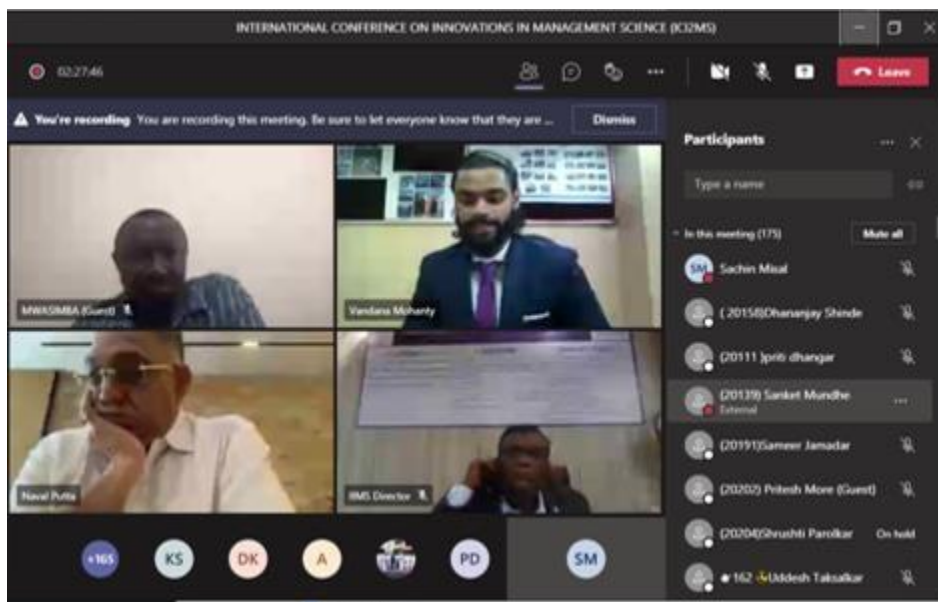 INTERNATIONAL CONFERENCE ON INNOVATIONS IN MANAGEMENT SCIENCE (ICI2MS)
02:27:46
Leave
You're recording You are recording this meeting. Be sure to let everyone know that they are ...
Dismiss
MWASIMBA (Guest)
Vandana Mohanty
Naval Putta
IIMS Director
+165
KS
DK
A
PD
SM
Participants
Type a name
In this meeting (175)
Mute all
SM
Sachin Misal
( 20158)Dhananjay Shinde
(20111 )priti dhangar
(20139) Sanket Mundhe
External
(20191)Sameer Jamadar
(20202) Pritesh More (Guest)
(20204)Shrushti Parolkar
On hold
162 Uddesh Taksalkar